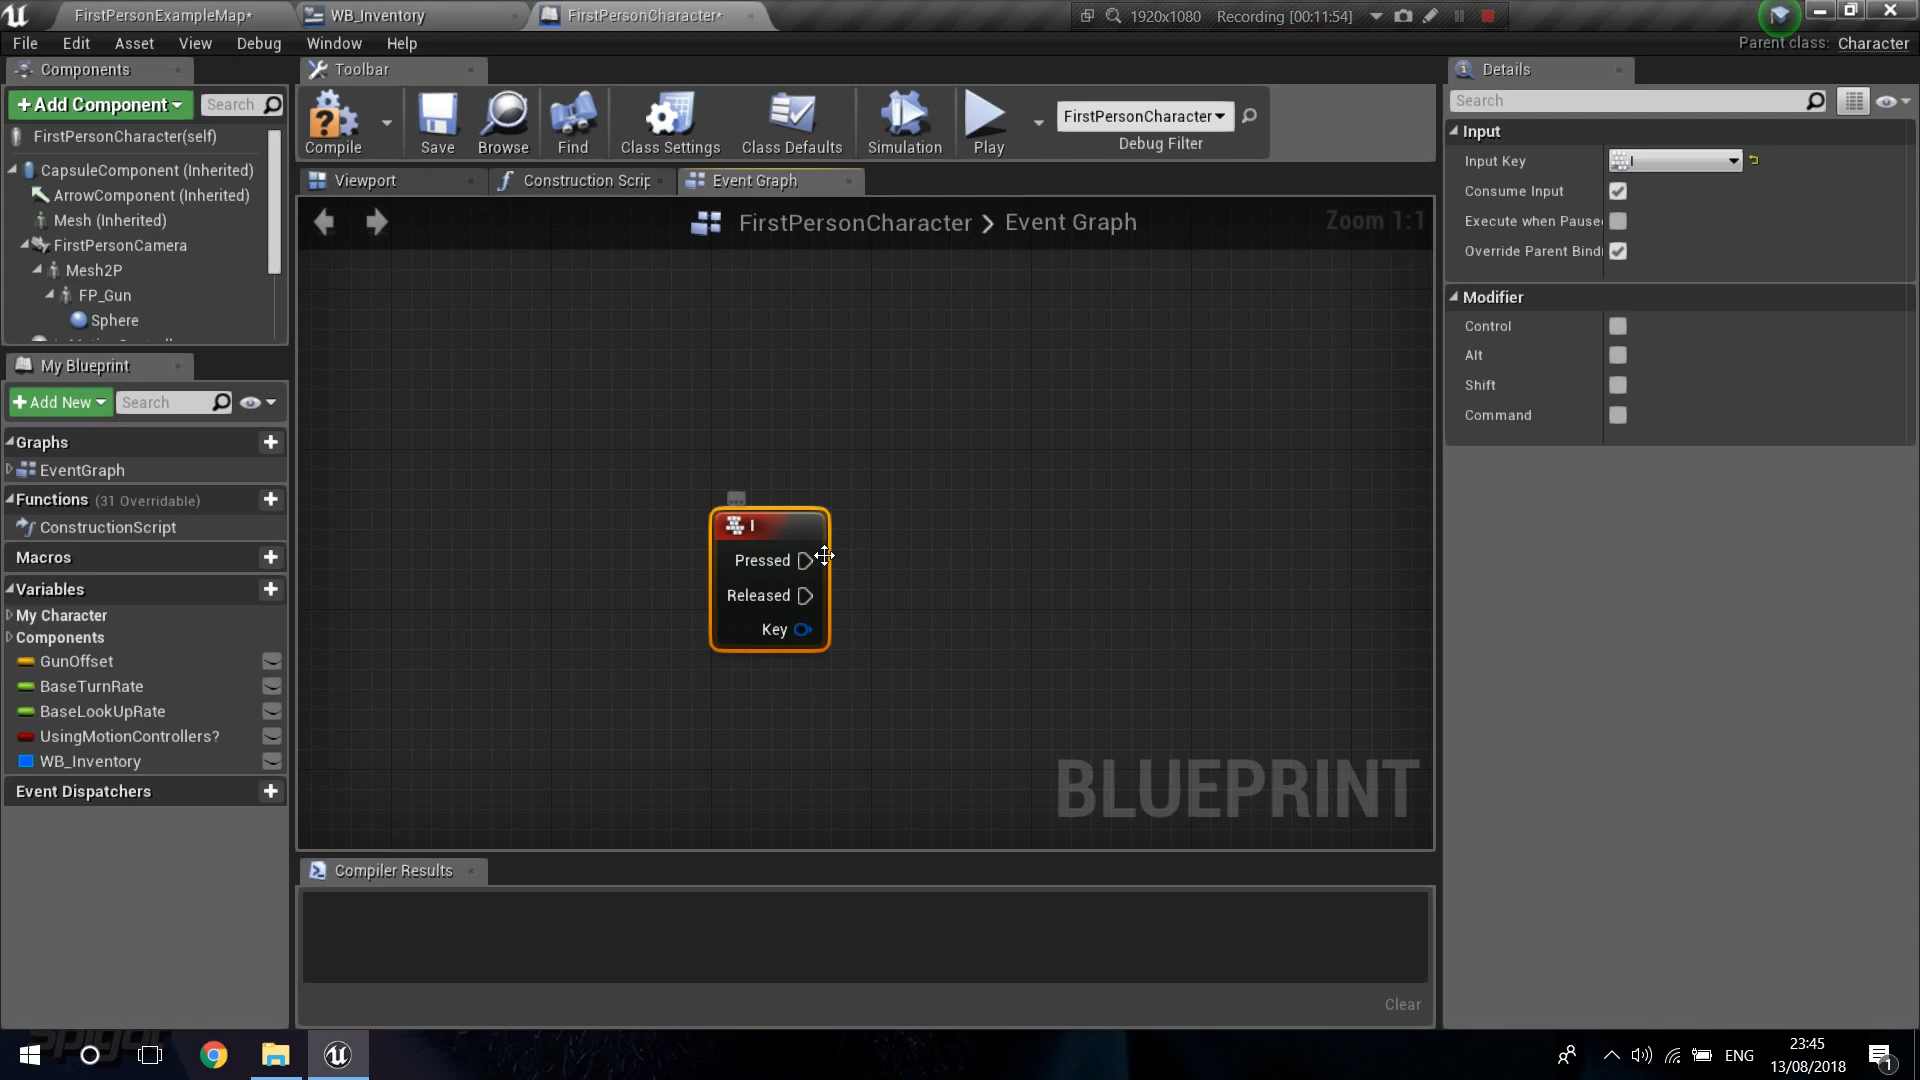 FirstPersonExampleMap*
WB_Inventory
FirstPersonCharacter*
1920x1080
Recording [00:11:54]
File
Edit
Asset
View
Debug
Window
Help
Parent class: Character
Components
Toolbar
Details
+Add Component
Search
FirstPersonCharacter(self)
CapsuleComponent (Inherited)
ArrowComponent (Inherited)
Mesh (Inherited)
FirstPersonCamera
Mesh2P
FP_Gun
Sphere
Compile
Save
Browse
Find
Class Settings
Class Defaults
Simulation
Play
FirstPersonCharacter
Debug Filter
Search
Input
Input Key
I
Consume Input
Execute when Pause
Override Parent Bind
Modifier
Control
Alt
Shift
Command
Viewport
Construction Scrip
Event Graph
FirstPersonCharacter > Event Graph
Zoom 1:1
I
Pressed
Released
Key
BLUEPRINT
My Blueprint
+Add New
Search
Graphs
EventGraph
Functions (31 Overridable)
ConstructionScript
Macros
Variables
My Character
Components
GunOffset
BaseTurnRate
BaseLookUpRate
UsingMotionControllers?
WB_Inventory
Event Dispatchers
Compiler Results
Clear
ENG
23:45
13/08/2018
1